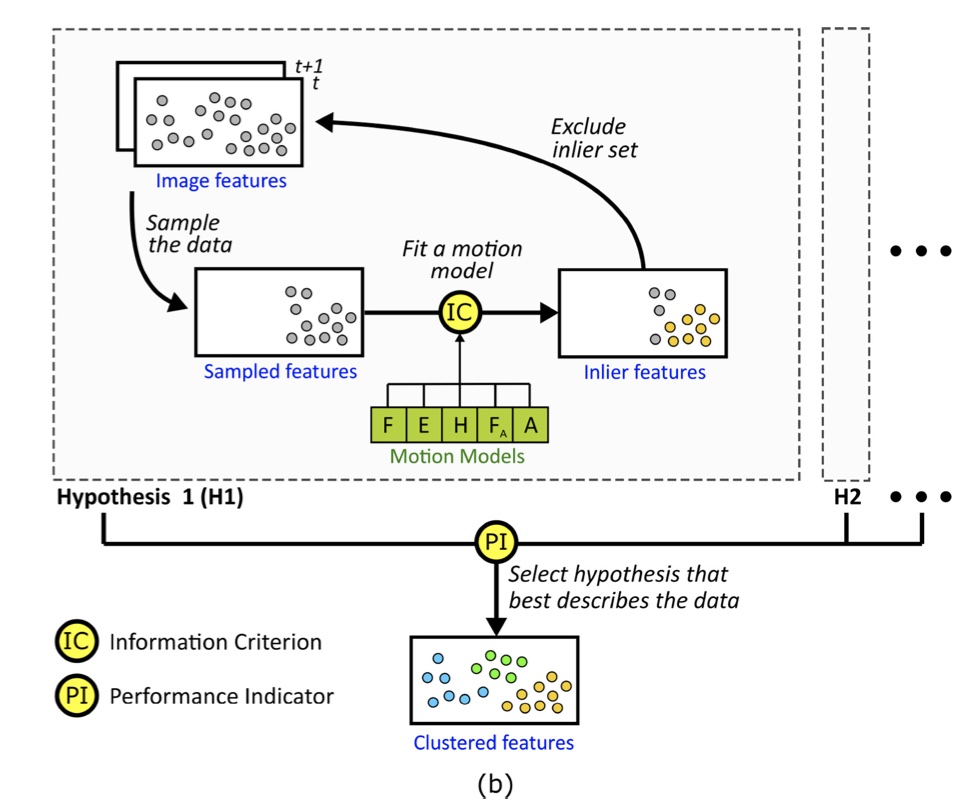 t+1
t
Image features
Exclude
inlier set
Sample
the data
Fit a motion
model
IC
Sampled features
Inlier features
F E H FA A
Motion Models
Hypothesis 1 (H1)
H2
PI
Select hypothesis that
best describes the data
IC Information Criterion
PI Performance Indicator
Clustered features
(b)